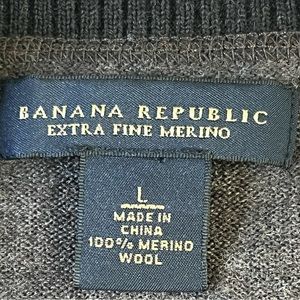 BANANA REPUBLIC
EXTRA FINE MERINO
L
MADE IN
CHINA
100% MERINO
WOOL